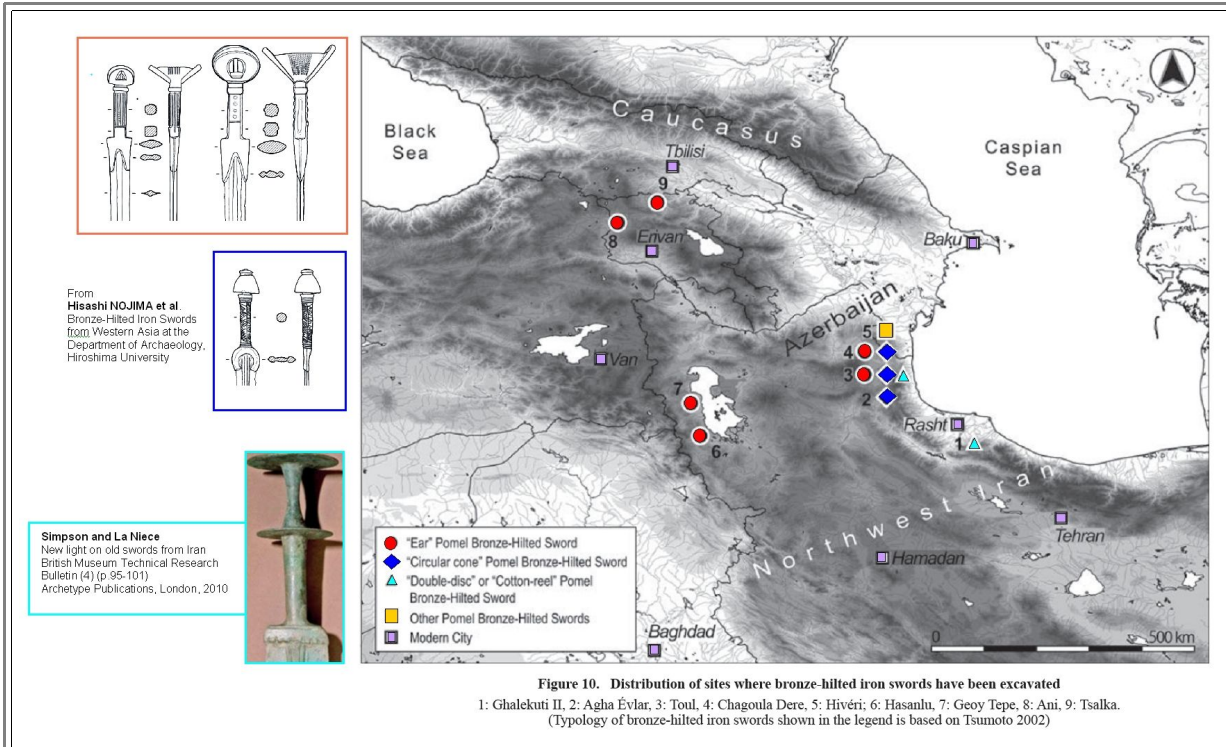 From
Hisashi NOJIMA et al.
Bronze-Hilted Iron Swords
from Western Asia at the
Department of Archaeology,
Hiroshima University
Simpson and La Niece
New light on old swords from Iran
British Museum Technical Research
Bulletin (4) (p.95-101)
Archetype Publications, London, 2010
Black
Sea
Caucasus
Tbilisi
Caspian
Sea
9
8
Erivan
Baku
Azerbaijian
5
4
3
2
Van
7
6
Rasht
1
Northwest Iran
Tehran
Hamadan
Baghdad
"Ear" Pomel Bronze-Hilted Sword
"Circular cone" Pomel Bronze-Hilted Sword
"Double-disc" or "Cotton-reel" Pomel
Bronze-Hilted Sword
Other Pomel Bronze-Hilted Swords
Modern City
0 500 km
Figure 10. Distribution of sites where bronze-hilted iron swords have been excavated
1: Ghalekuti II, 2: Agha Évlar, 3: Toul, 4: Chagoula Dere, 5: Hivéri; 6: Hasanlu, 7: Geoy Tepe, 8: Ani, 9: Tsalka.
(Typology of bronze-hilted iron swords shown in the legend is based on Tsumoto 2002)